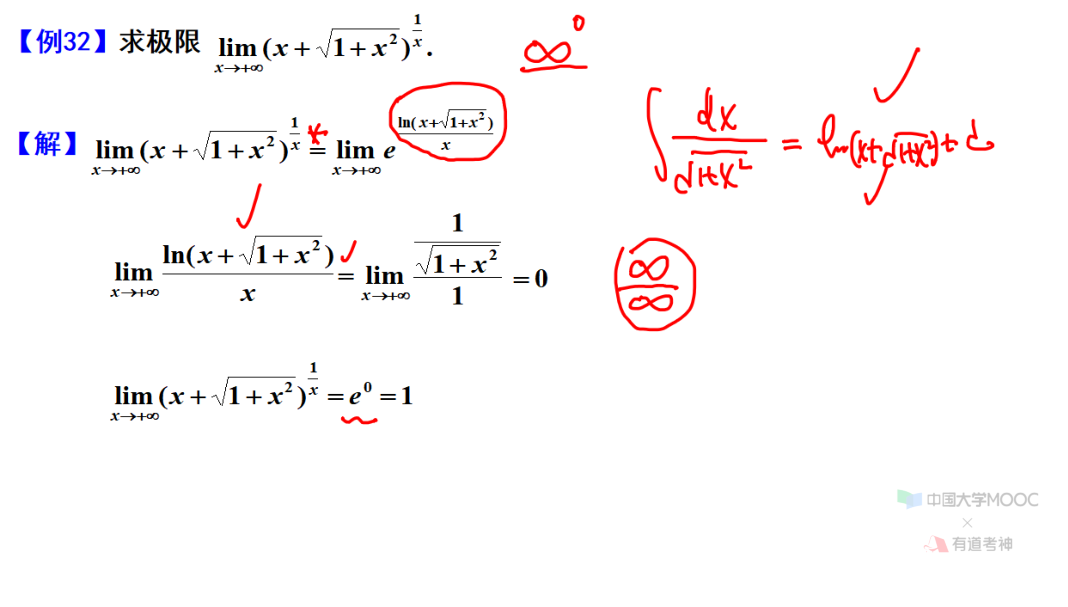 【例32】求极限 lim_{x→+∞} (x+√(1+x²))^{1/x}.
∞⁰
【解】 lim_{x→+∞} (x+√(1+x²))^{1/x} = lim_{x→+∞} e^{ln(x+√(1+x²))/x}
∫ dx/√(1+x²) = ln(x+√(1+x²))+C
lim_{x→+∞} ln(x+√(1+x²))/x = lim_{x→+∞} (1/√(1+x²))/1 = 0
∞/∞
lim_{x→+∞} (x+√(1+x²))^{1/x} = e⁰ = 1
中国大学MOOC
×
有道考神